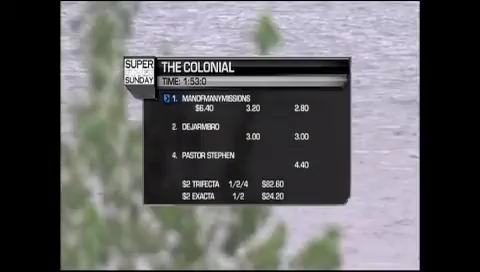 SUPER
SUNDAY
THE COLONIAL
TIME: 1:53:0
1. MANOFMANYMISSIONS
$6.40 3.20 2.80
2. DEJARMBRO
3.00 3.00
4. PASTOR STEPHEN
4.40
$2 TRIFECTA 1/2/4 $82.60
$2 EXACTA 1/2 $24.20